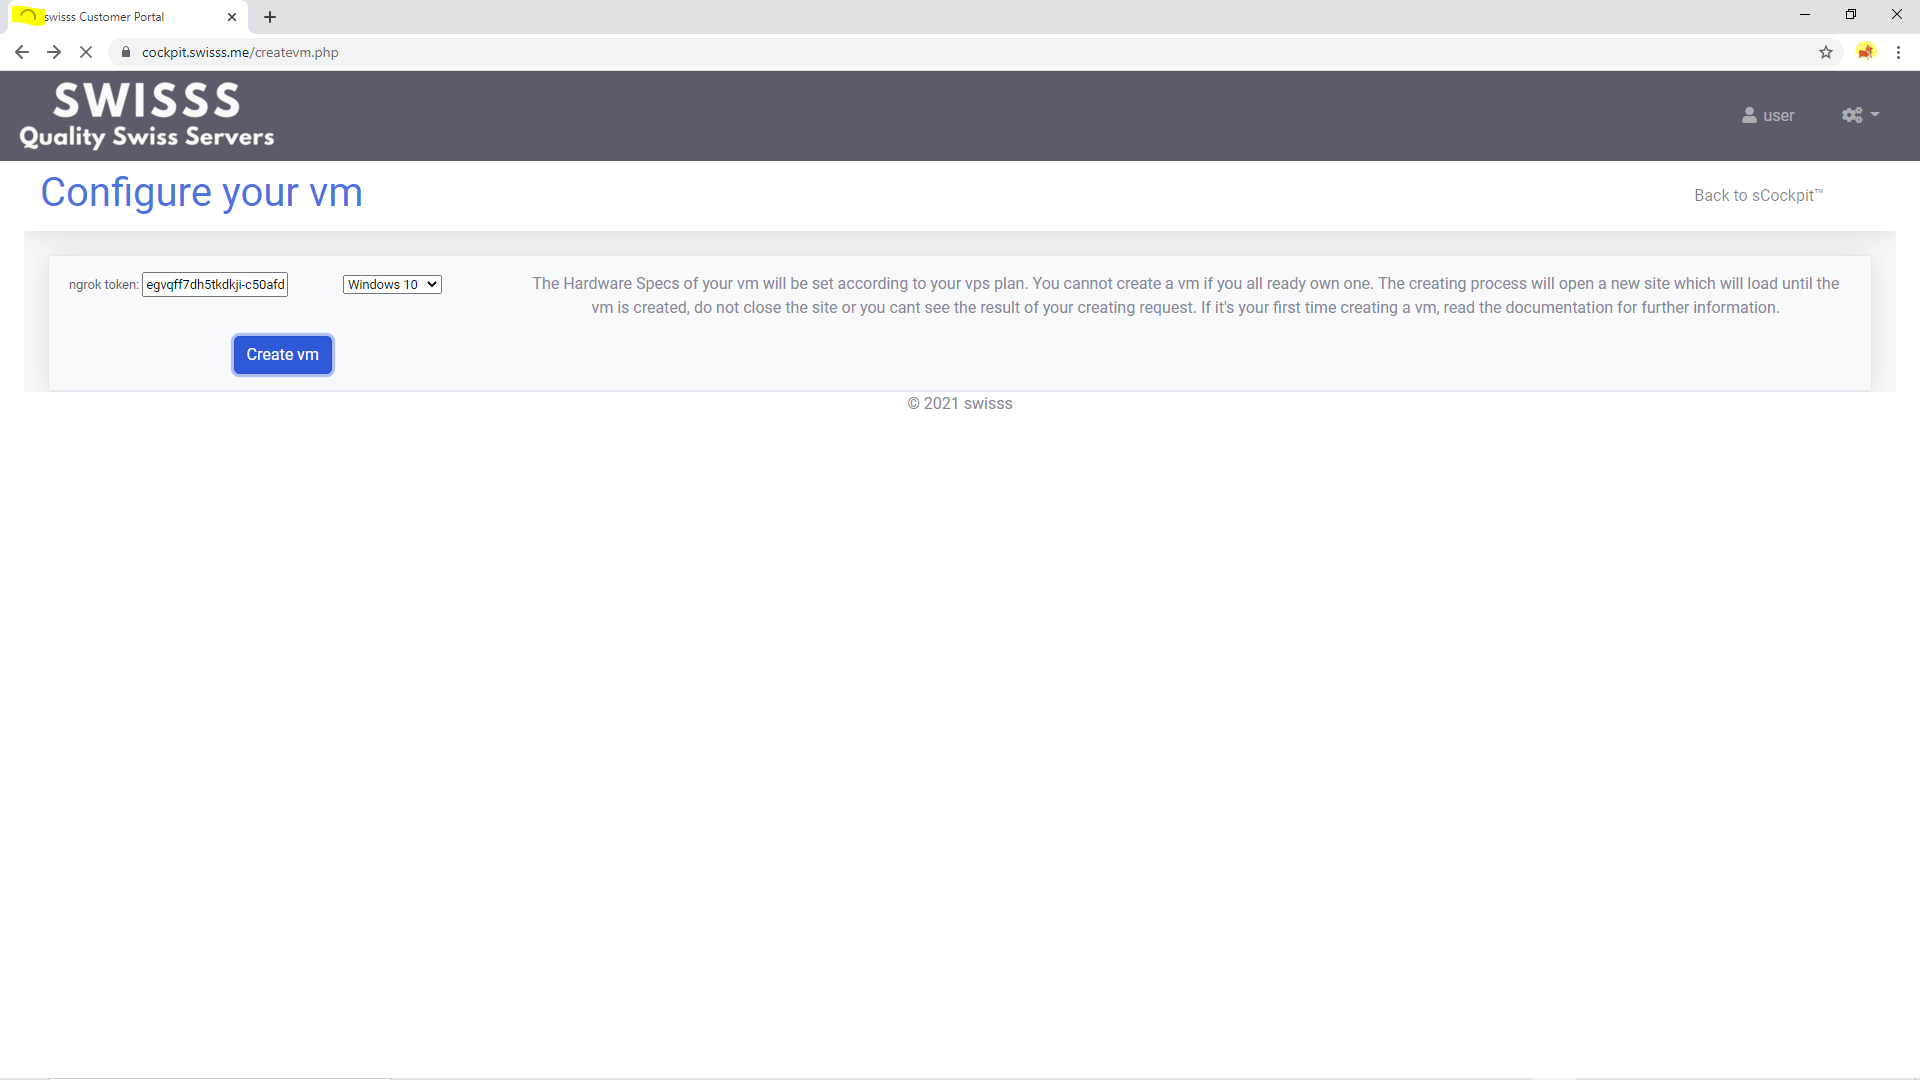 swisss Customer Portal
cockpit.swisss.me/createvm.php
SWISSS
Quality Swiss Servers
user
Configure your vm
Back to sCockpit™
ngrok token: egvqff7dh5tkdkji-c50afd
Windows 10
The Hardware Specs of your vm will be set according to your vps plan. You cannot create a vm if you all ready own one. The creating process will open a new site which will load until the
vm is created, do not close the site or you cant see the result of your creating request. If it's your first time creating a vm, read the documentation for further information.
Create vm
© 2021 swisss